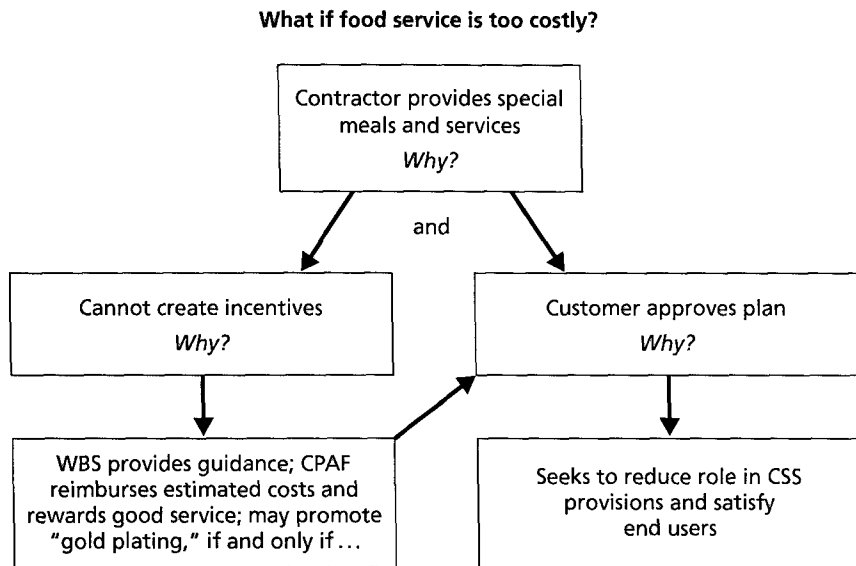 What if food service is too costly?
Contractor provides special
meals and services
Why?
and
Cannot create incentives
Why?
Customer approves plan
Why?
WBS provides guidance; CPAF
reimburses estimated costs and
rewards good service; may promote
“gold plating,” if and only if…
Seeks to reduce role in CSS
provisions and satisfy
end users